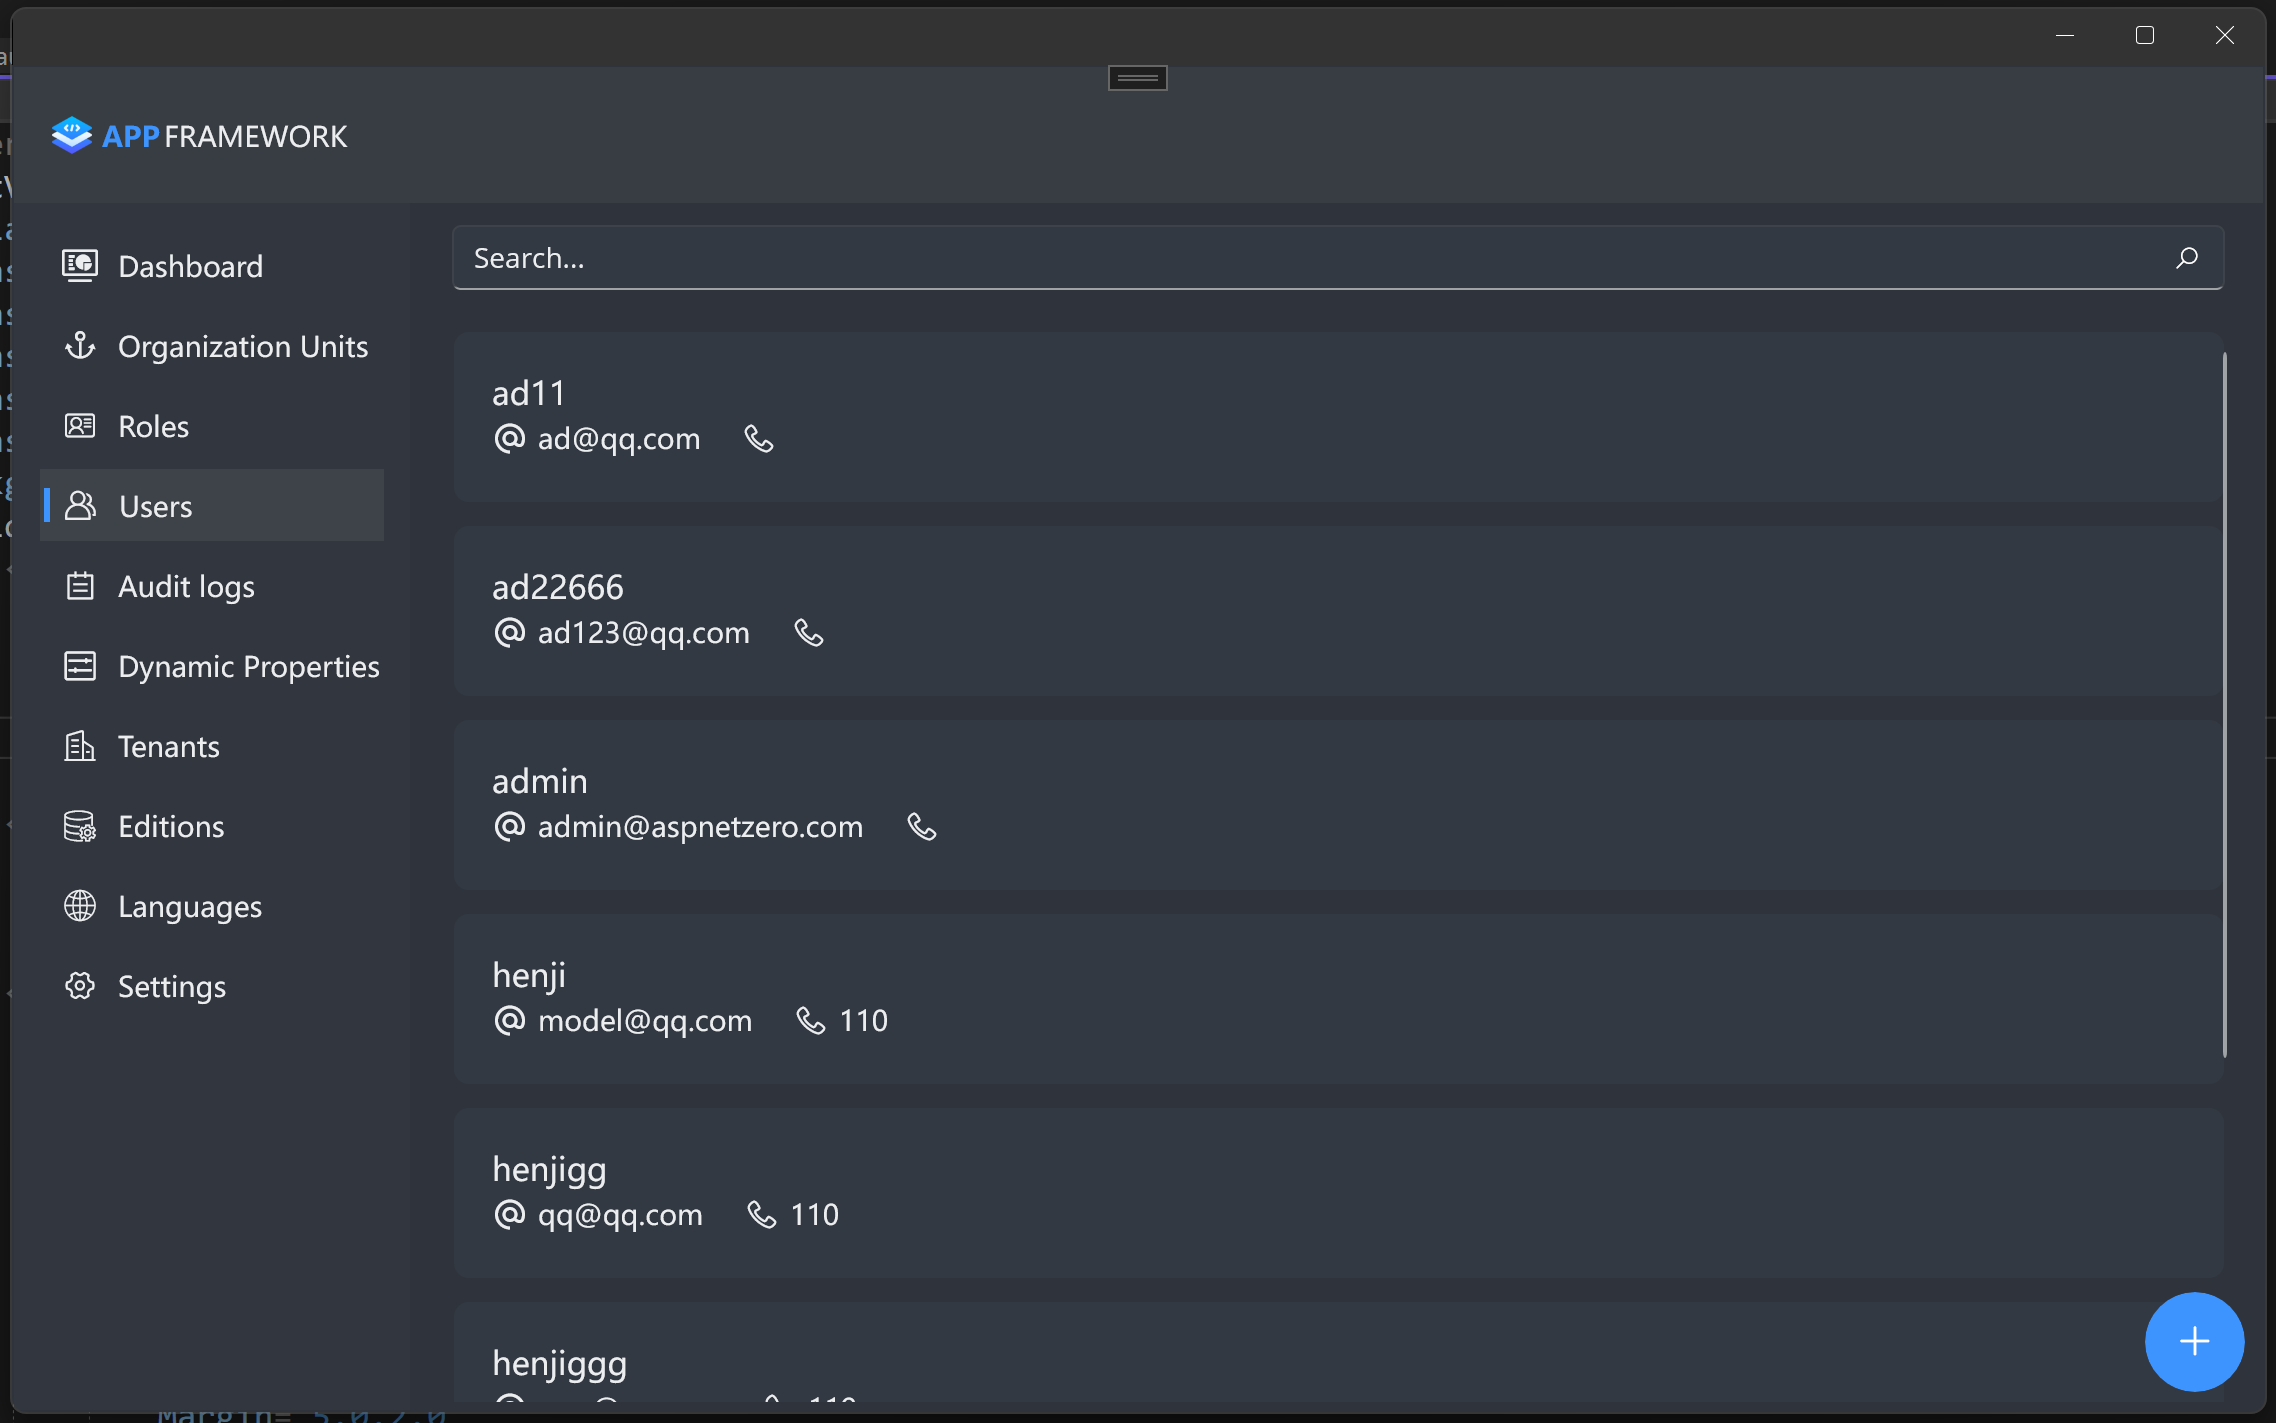 APP FRAMEWORK
Dashboard
Organization Units
Roles
Users
Audit logs
Dynamic Properties
Tenants
Editions
Languages
Settings
Search...
ad11
ad@qq.com
ad22666
ad123@qq.com
admin
admin@aspnetzero.com
henji
model@qq.com 110
henjigg
qq@qq.com 110
henjiggg